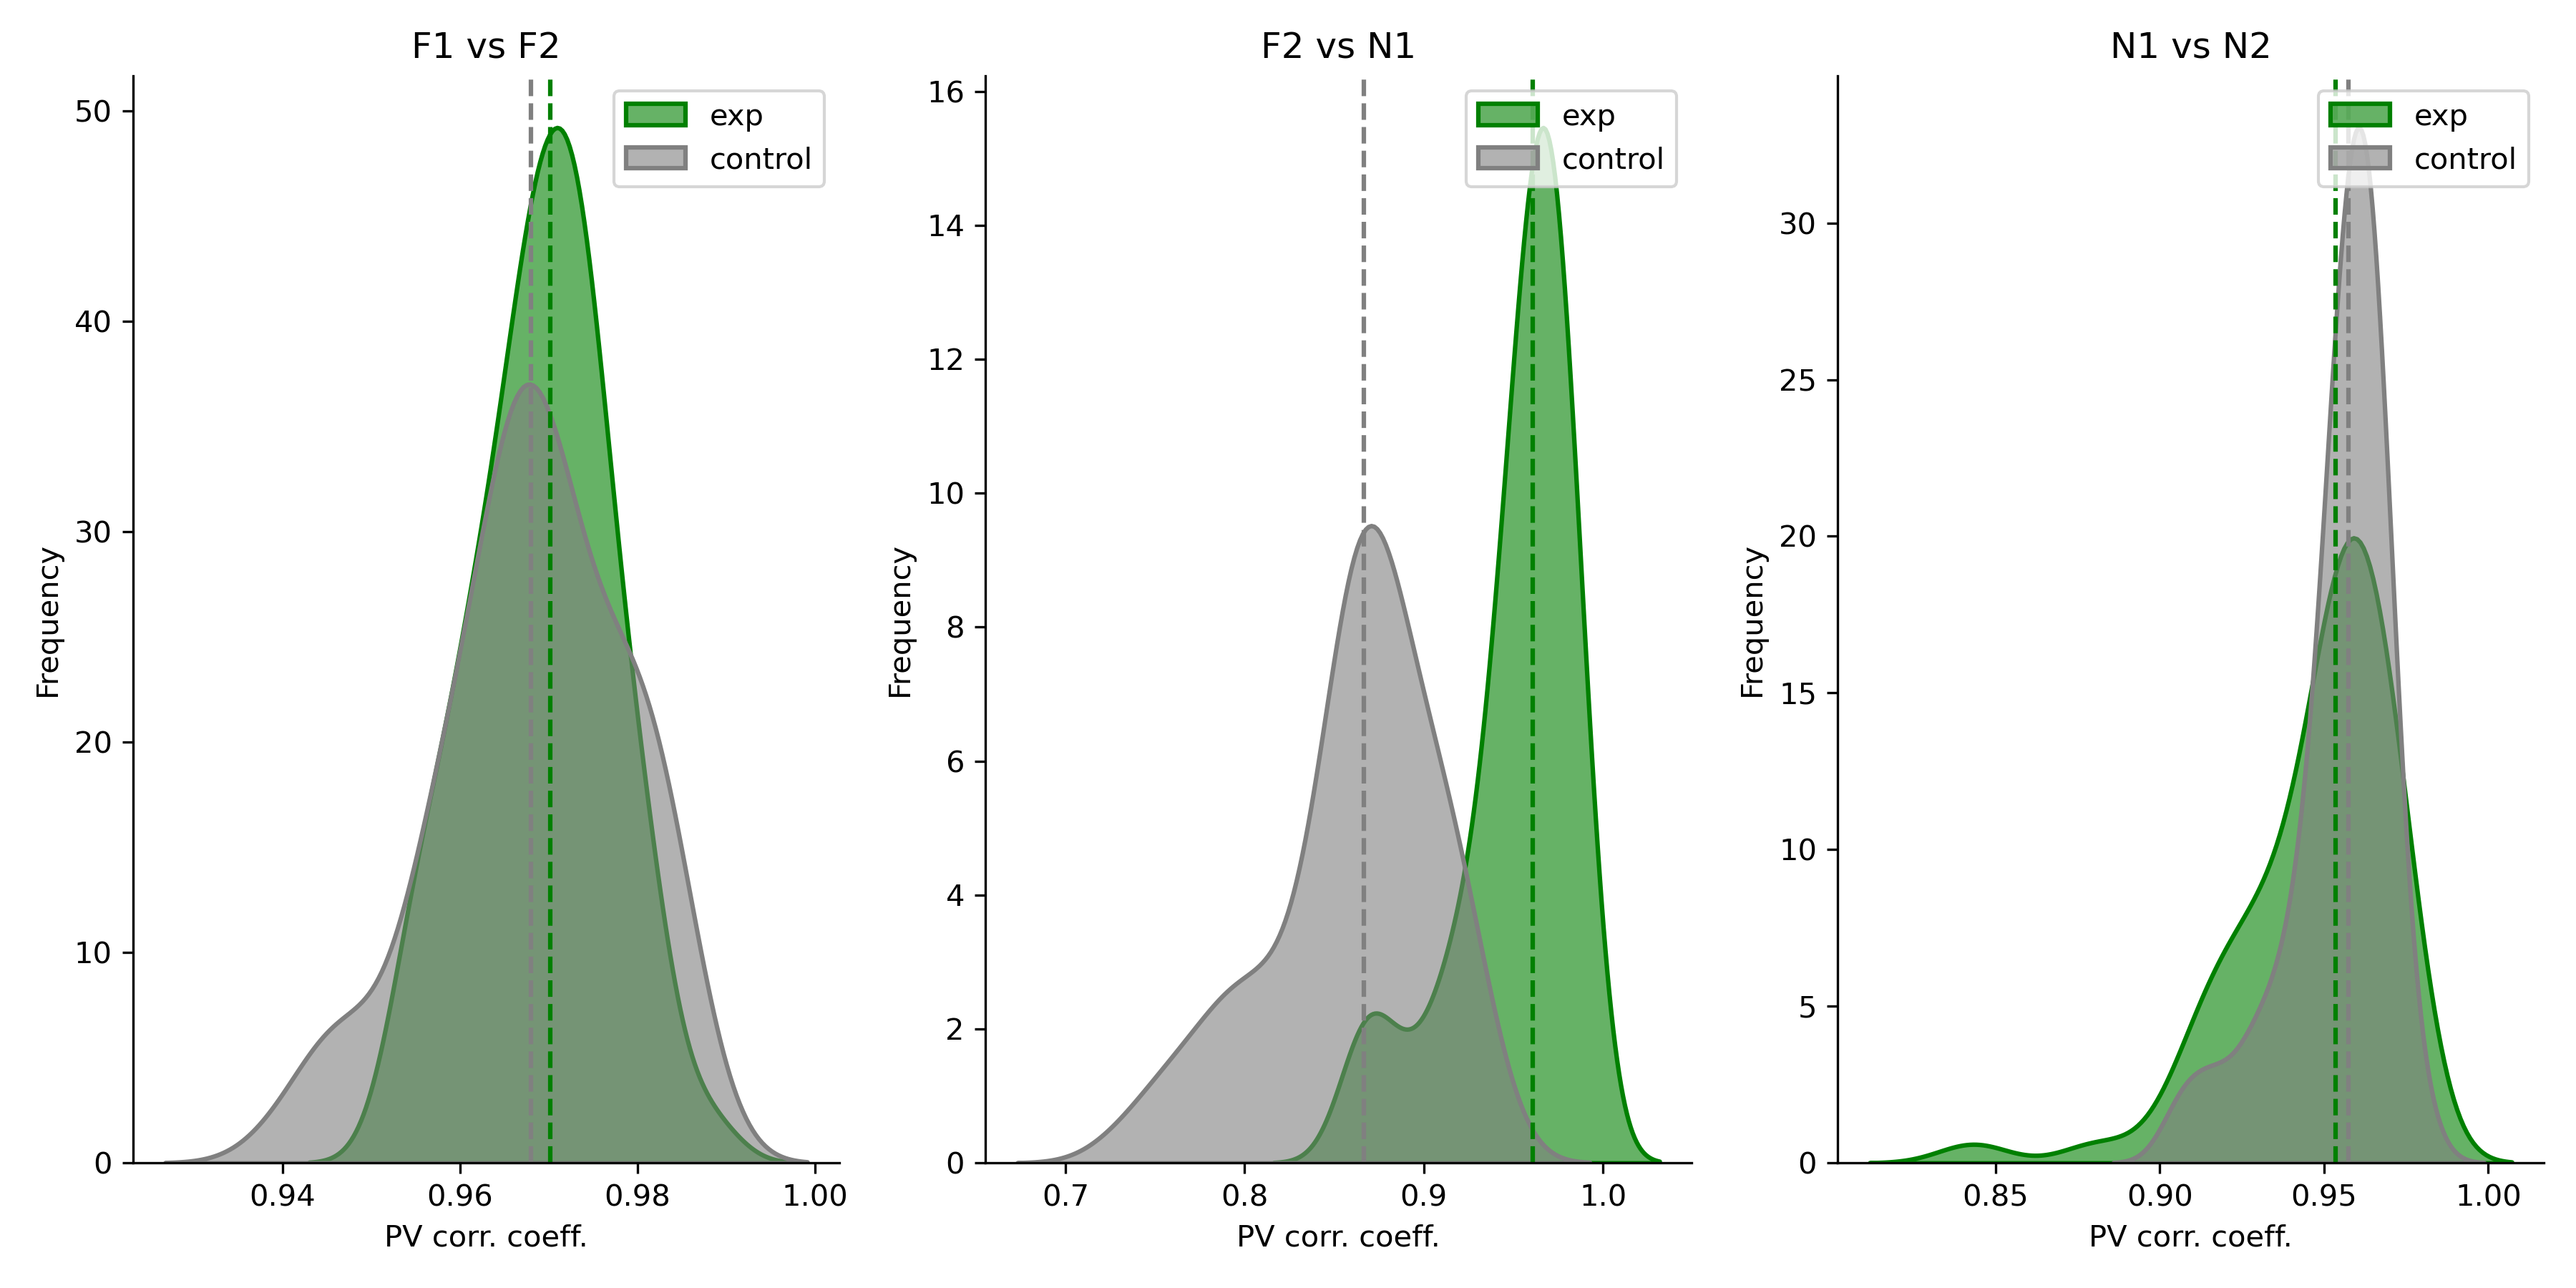 F1 vs F2
F2 vs N1
N1 vs N2
exp
control
exp
control
exp
control
50
40
30
20
10
0
Frequency
0.94 0.96 0.98 1.00
PV corr. coeff.
16
14
12
10
8
6
4
2
0
Frequency
0.7 0.8 0.9 1.0
PV corr. coeff.
30
25
20
15
10
5
0
Frequency
0.85 0.90 0.95 1.00
PV corr. coeff.